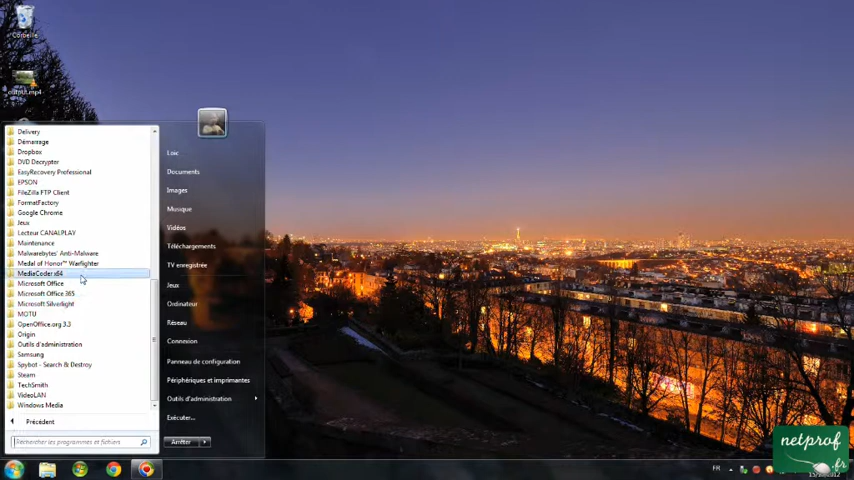 Corbeille
output.mp4
Delivery
Démarrage
Dropbox
DVD Decrypter
EasyRecovery Professional
EPSON
FileZilla FTP Client
FormatFactory
Google Chrome
Jeux
Lecteur CANALPLAY
Maintenance
Malwarebytes' Anti-Malware
Medal of Honor™ Warfighter
MediaCoder x64
Microsoft Office
Microsoft Office 365
Microsoft Silverlight
MOTU
OpenOffice.org 3.3
Origin
Outils d'administration
Samsung
Spybot - Search & Destroy
Steam
TechSmith
VideoLAN
Windows Media
Précédent
Rechercher les programmes et fichiers
Loïc
Documents
Images
Musique
Vidéos
Téléchargements
TV enregistrée
Jeux
Ordinateur
Réseau
Connexion
Panneau de configuration
Périphériques et imprimantes
Outils d'administration
Exécuter...
Arrêter
FR
netprof
.fr